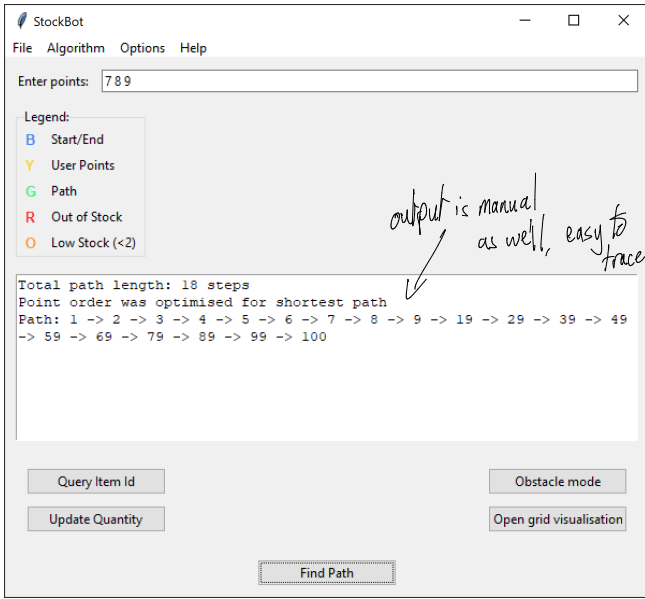 StockBot
File Algorithm Options Help
Enter points: 7 8 9
Legend:
B Start/End
Y User Points
G Path
R Out of Stock
O Low Stock (<2)
output is manual
as well, easy to
trace
Total path length: 18 steps
Point order was optimised for shortest path
Path: 1 -> 2 -> 3 -> 4 -> 5 -> 6 -> 7 -> 8 -> 9 -> 19 -> 29 -> 39 -> 49
-> 59 -> 69 -> 79 -> 89 -> 99 -> 100
Query Item Id Obstacle mode
Update Quantity Open grid visualisation
Find Path